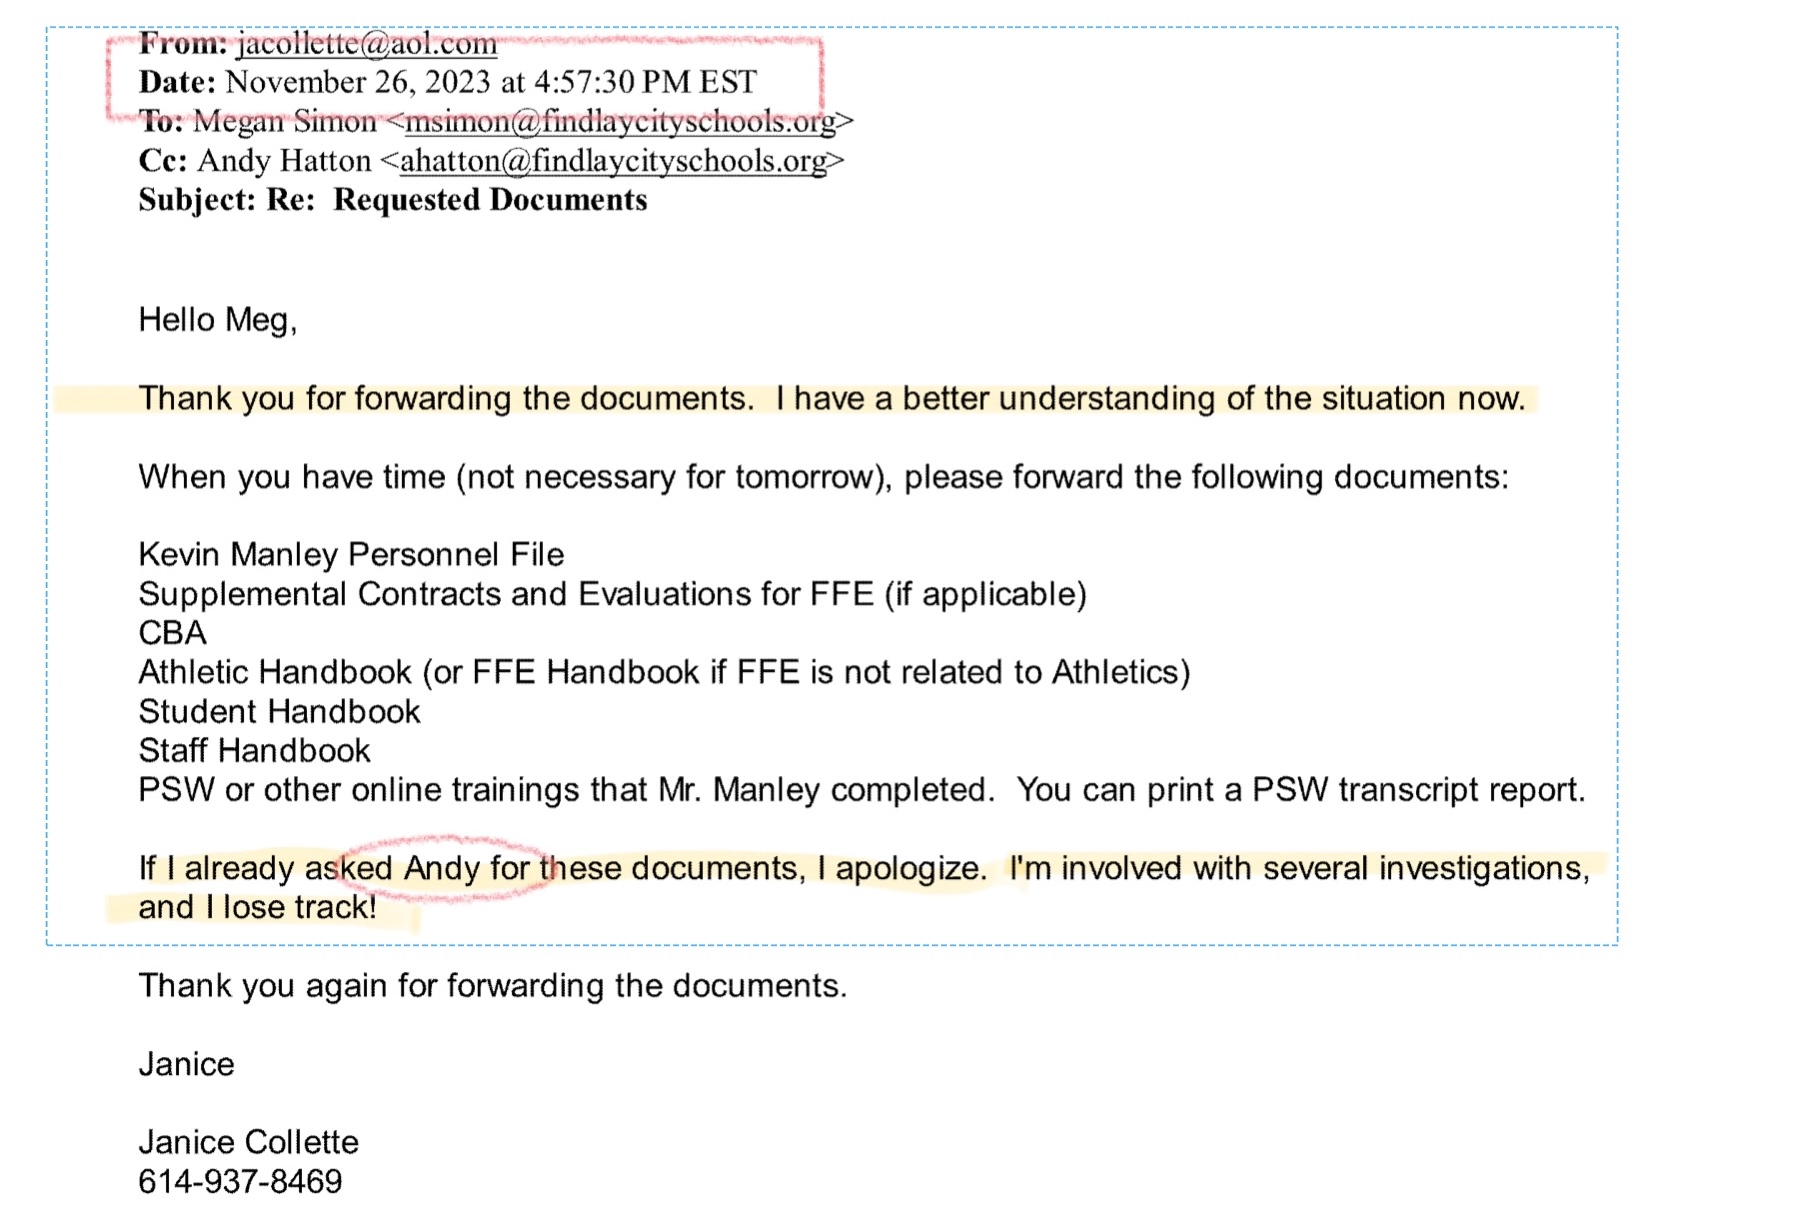 From: jacollette@aol.com
Date: November 26, 2023 at 4:57:30 PM EST
To: Megan Simon <msimon@findlaycityschools.org>
Cc: Andy Hatton <ahatton@findlaycityschools.org>
Subject: Re: Requested Documents
Hello Meg,
Thank you for forwarding the documents. I have a better understanding of the situation now.
When you have time (not necessary for tomorrow), please forward the following documents:
Kevin Manley Personnel File
Supplemental Contracts and Evaluations for FFE (if applicable)
CBA
Athletic Handbook (or FFE Handbook if FFE is not related to Athletics)
Student Handbook
Staff Handbook
PSW or other online trainings that Mr. Manley completed. You can print a PSW transcript report.
If I already asked Andy for these documents, I apologize. I'm involved with several investigations,
and I lose track!
Thank you again for forwarding the documents.
Janice
Janice Collette
614-937-8469